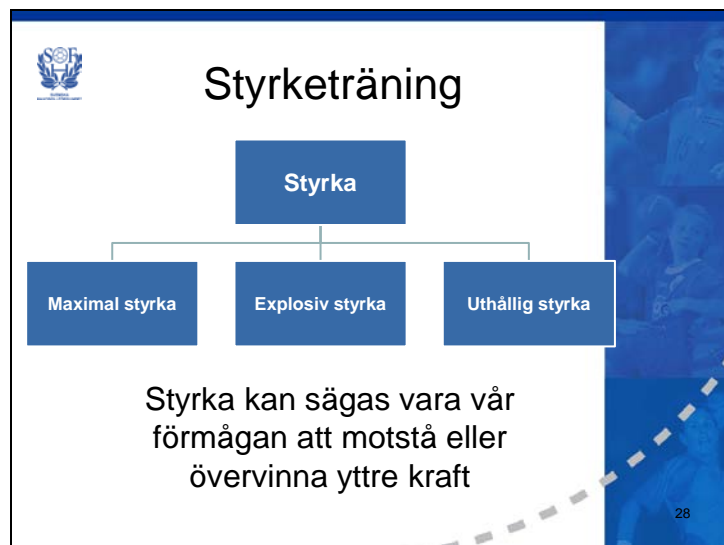 Styrketräning
Styrka
Maximal styrka
Explosiv styrka
Uthållig styrka
Styrka kan sägas vara vår
förmågan att motstå eller
övervinna yttre kraft
28